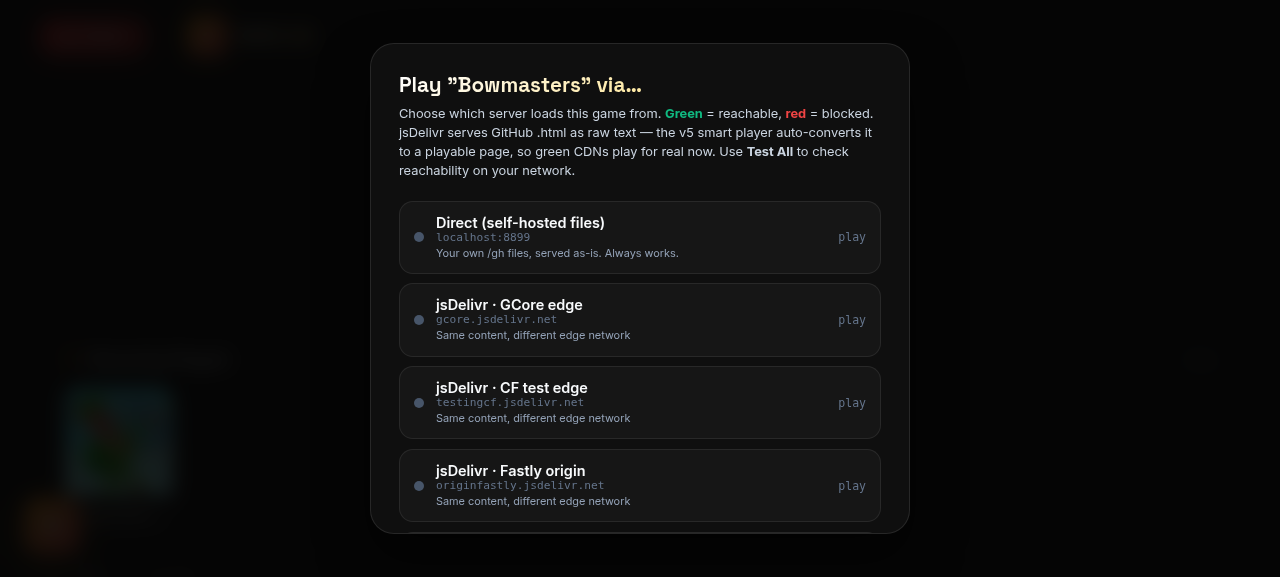 Play ”Bowmasters” via…
Choose which server loads this game from. Green = reachable, red = blocked.
jsDelivr serves GitHub .html as raw text — the v5 smart player auto-converts it
to a playable page, so green CDNs play for real now. Use Test All to check
reachability on your network.
Direct (self-hosted files)
localhost:8899
Your own /gh files, served as-is. Always works.
play
jsDelivr · GCore edge
gcore.jsdelivr.net
Same content, different edge network
play
jsDelivr · CF test edge
testingcf.jsdelivr.net
Same content, different edge network
play
jsDelivr · Fastly origin
originfastly.jsdelivr.net
Same content, different edge network
play